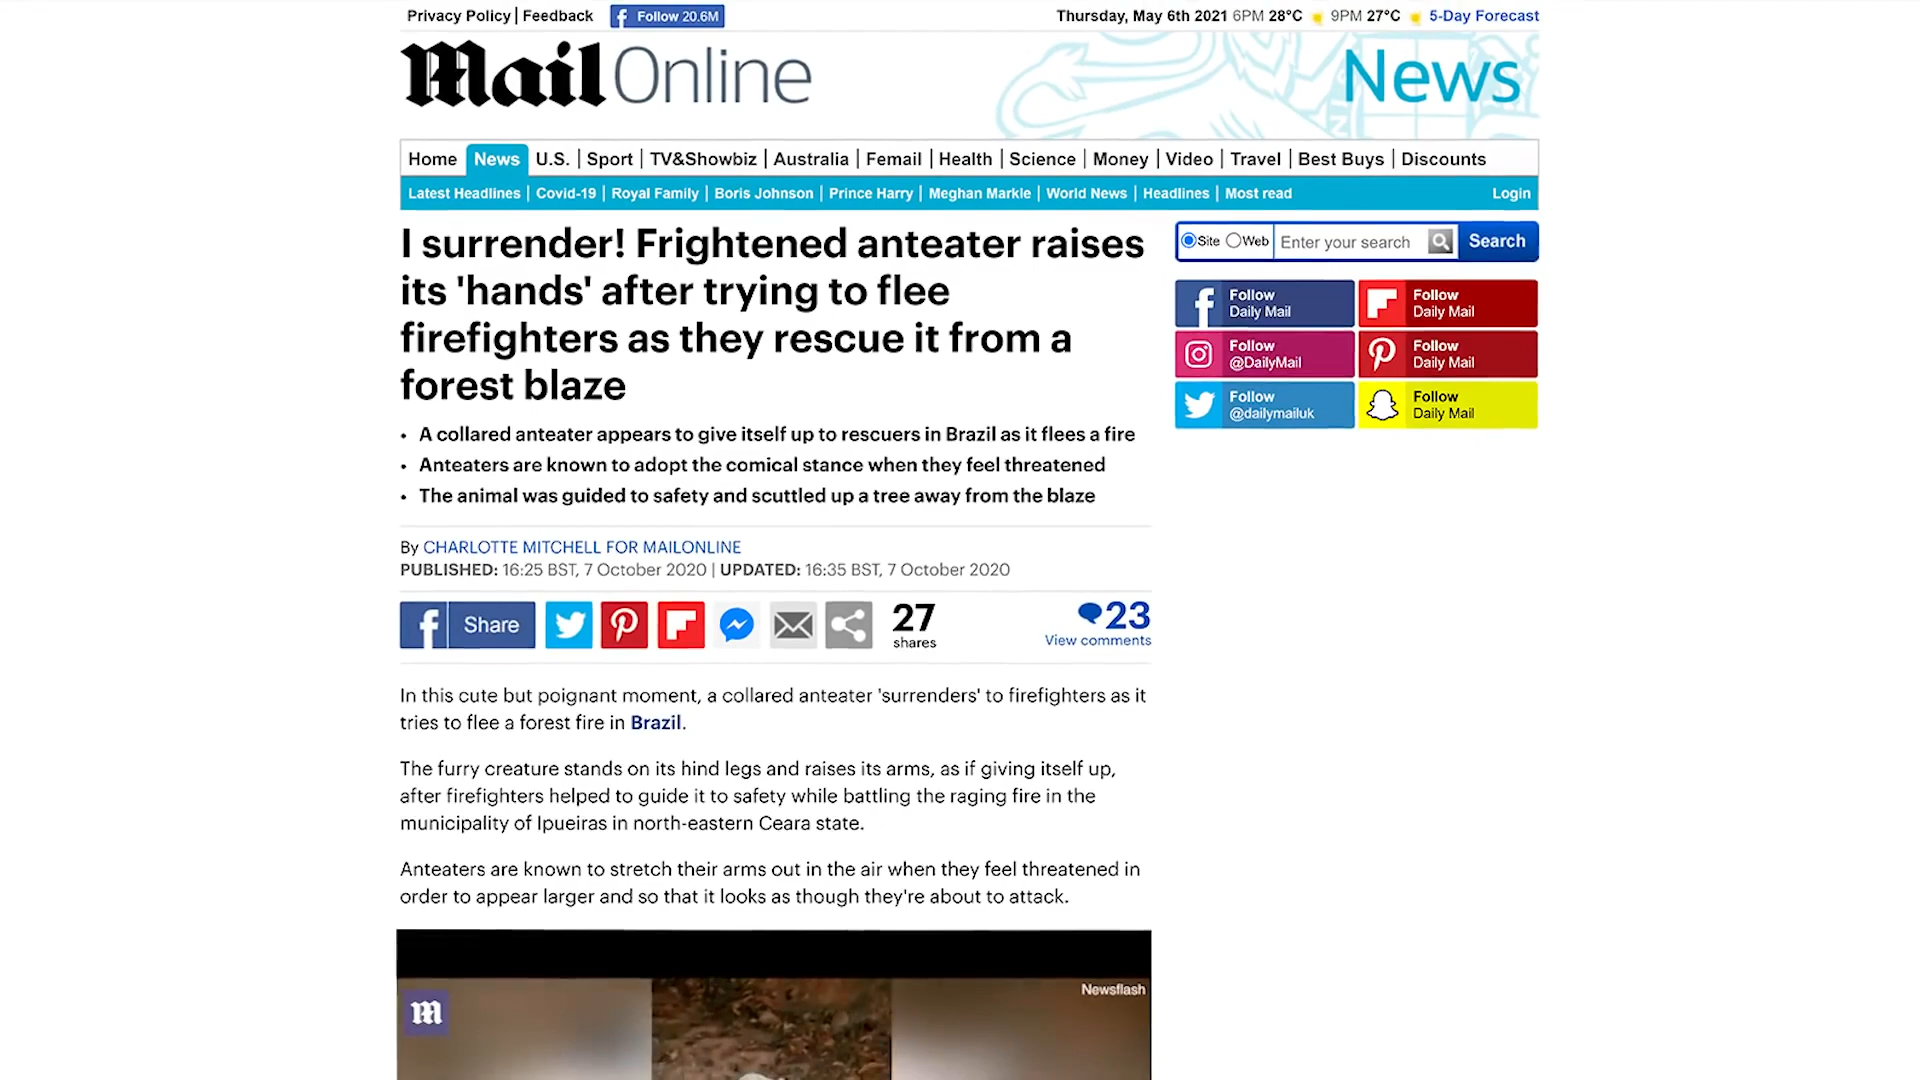 Privacy Policy | Feedback Follow 20.6M Thursday, May 6th 2021 6PM 28°C 9PM 27°C 5-Day Forecast
Mail Online News
Home News U.S. | Sport | TV&Showbiz | Australia | Femail | Health | Science | Money | Video | Travel | Best Buys | Discounts
Latest Headlines | Covid-19 | Royal Family | Boris Johnson | Prince Harry | Meghan Markle | World News | Headlines | Most read Login
I surrender! Frightened anteater raises
its 'hands' after trying to flee
firefighters as they rescue it from a
forest blaze
• A collared anteater appears to give itself up to rescuers in Brazil as it flees a fire
• Anteaters are known to adopt the comical stance when they feel threatened
• The animal was guided to safety and scuttled up a tree away from the blaze
By CHARLOTTE MITCHELL FOR MAILONLINE
PUBLISHED: 16:25 BST, 7 October 2020 | UPDATED: 16:35 BST, 7 October 2020
Share
27
shares
23
View comments
In this cute but poignant moment, a collared anteater 'surrenders' to firefighters as it
tries to flee a forest fire in Brazil.
The furry creature stands on its hind legs and raises its arms, as if giving itself up,
after firefighters helped to guide it to safety while battling the raging fire in the
municipality of Ipueiras in north-eastern Ceara state.
Anteaters are known to stretch their arms out in the air when they feel threatened in
order to appear larger and so that it looks as though they're about to attack.
Newsflash
Site Web Enter your search Search
Follow
Daily Mail
Follow
Daily Mail
Follow
@DailyMail
Follow
Daily Mail
Follow
@dailymailuk
Follow
Daily Mail